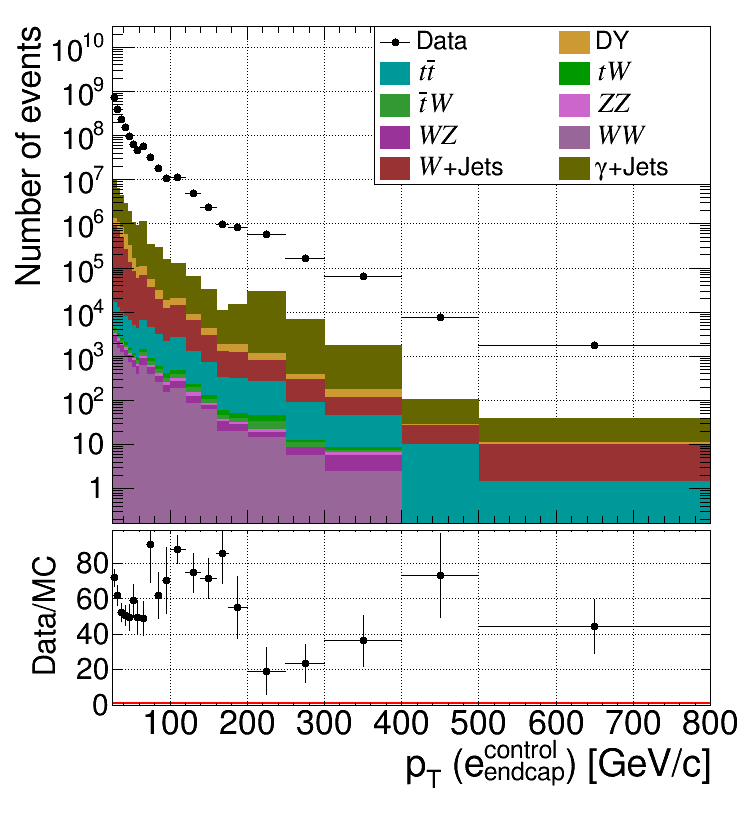 Number of events
10¹⁰
10⁹
10⁸
10⁷
10⁶
10⁵
10⁴
10³
10²
10
1
Data DY
tt̄ tW
t̄W ZZ
WZ WW
W+Jets γ+Jets
Data/MC
80
60
40
20
0
100 200 300 400 500 600 700 800
p_T (e_endcap^control) [GeV/c]